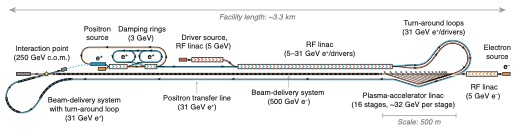 Facility length: ~3.3 km
Positron
source
Damping rings
(3 GeV)
Driver source,
RF linac (5 GeV)
RF linac
(5–31 GeV e⁻/drivers)
Turn-around loops
(31 GeV e⁻/drivers)
Electron
source
Interaction point
(250 GeV c.o.m.)
e⁺
e⁺
e⁺
e⁻
Beam-delivery system
with turn-around loop
(31 GeV e⁺)
Positron transfer line
(31 GeV e⁺)
Beam-delivery system
(500 GeV e⁻)
Plasma-accelerator linac
(16 stages, ~32 GeV per stage)
RF linac
(5 GeV e⁻)
Scale: 500 m